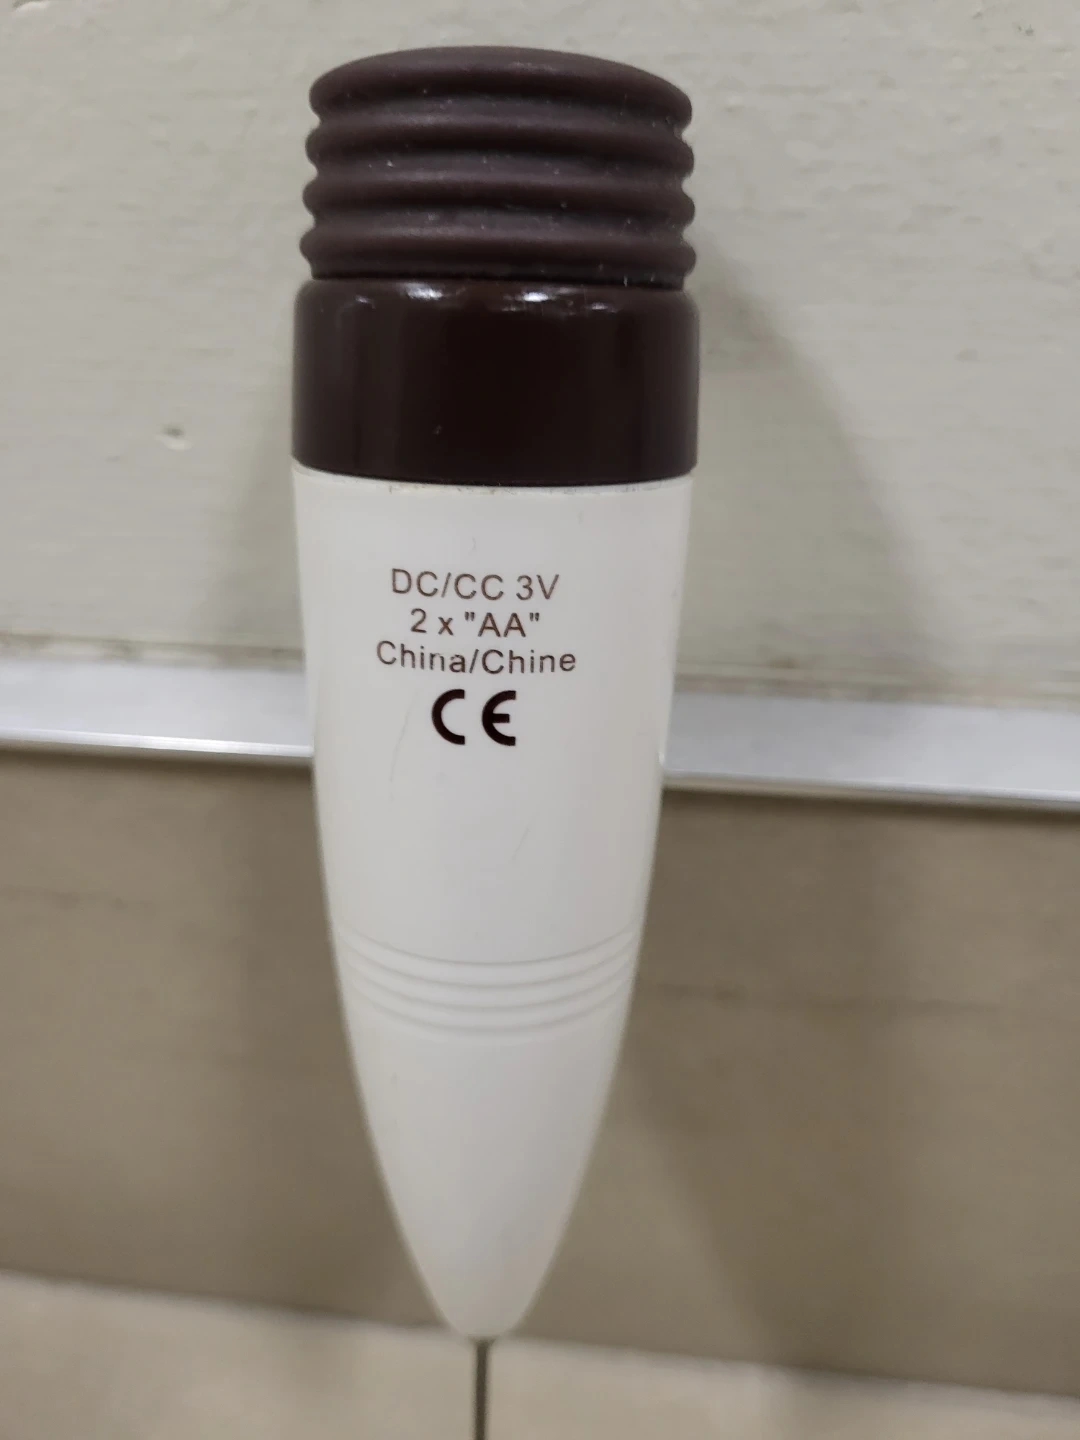 DC/CC 3V
2 x "AA"
China/Chine
CE